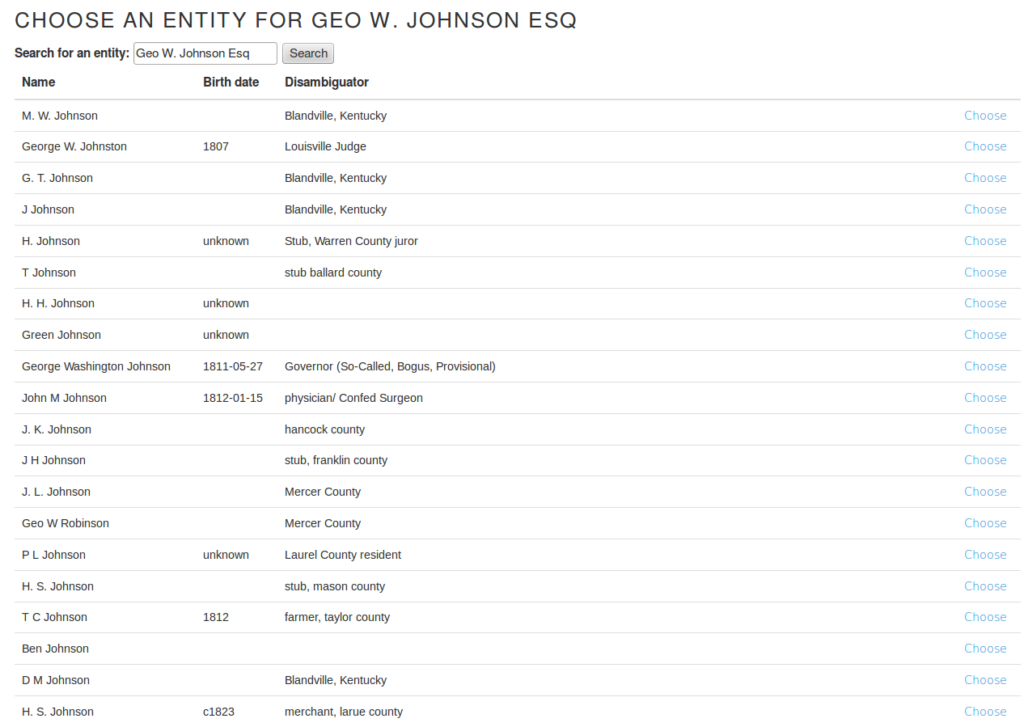 CHOOSE AN ENTITY FOR GEO W. JOHNSON ESQ
Search for an entity: Geo W. Johnson Esq Search
Name Birth date Disambiguator
M. W. Johnson Blandville, Kentucky Choose
George W. Johnston 1807 Louisville Judge Choose
G. T. Johnson Blandville, Kentucky Choose
J Johnson Blandville, Kentucky Choose
H. Johnson unknown Stub, Warren County juror Choose
T Johnson stub ballard county Choose
H. H. Johnson unknown Choose
Green Johnson unknown Choose
George Washington Johnson 1811-05-27 Governor (So-Called, Bogus, Provisional) Choose
John M Johnson 1812-01-15 physician/ Confed Surgeon Choose
J. K. Johnson hancock county Choose
J H Johnson stub, franklin county Choose
J. L. Johnson Mercer County Choose
Geo W Robinson Mercer County Choose
P L Johnson unknown Laurel County resident Choose
H. S. Johnson stub, mason county Choose
T C Johnson 1812 farmer, taylor county Choose
Ben Johnson Choose
D M Johnson Blandville, Kentucky Choose
H. S. Johnson c1823 merchant, larue county Choose